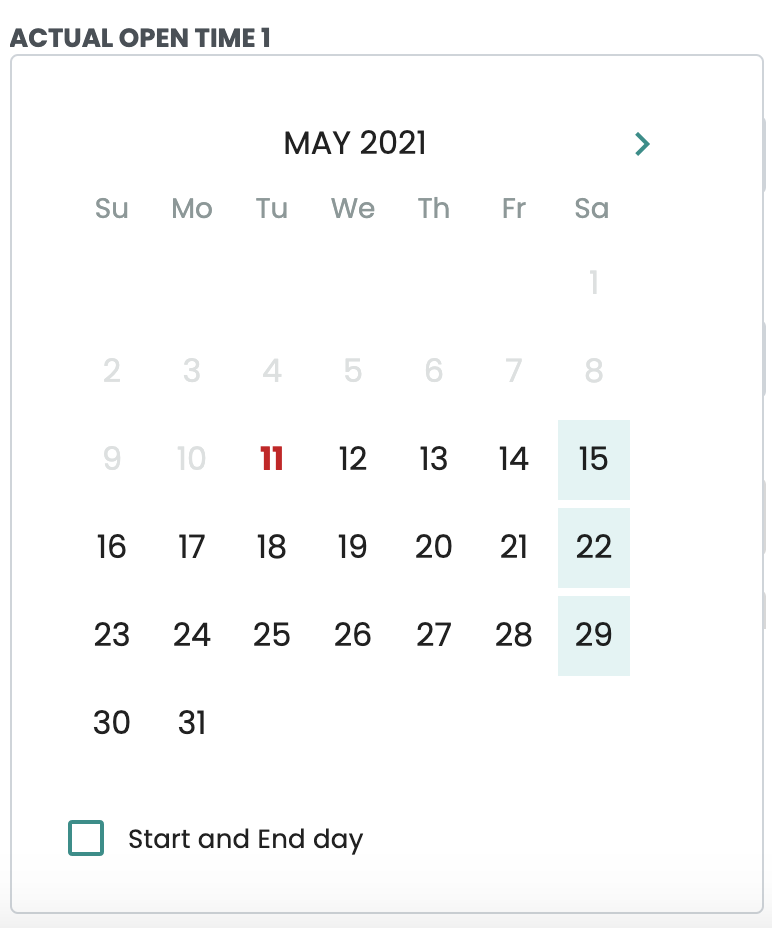 ACTUAL OPEN TIME 1
MAY 2021
Su Mo Tu We Th Fr Sa
1
2 3 4 5 6 7 8
9 10 11 12 13 14 15
16 17 18 19 20 21 22
23 24 25 26 27 28 29
30 31
Start and End day